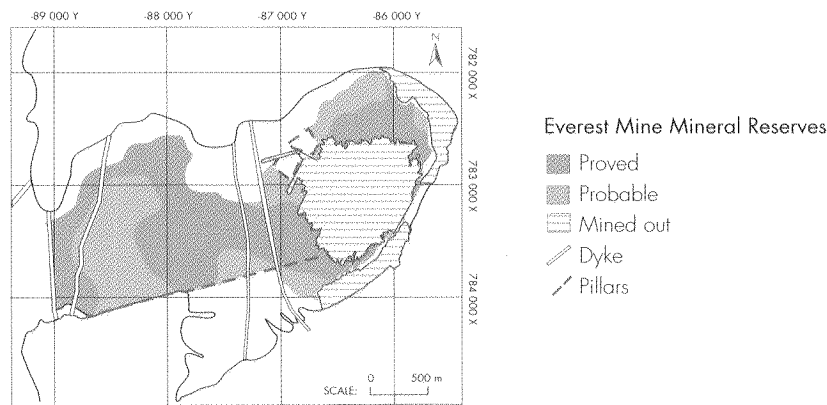 -89 000 Y
-88 000 Y
-87 000 Y
-86 000 Y
N
782 000 X
783 000 X
784 000 X
SCALE: 0 500 m
Everest Mine Mineral Reserves
Proved
Probable
Mined out
Dyke
Pillars